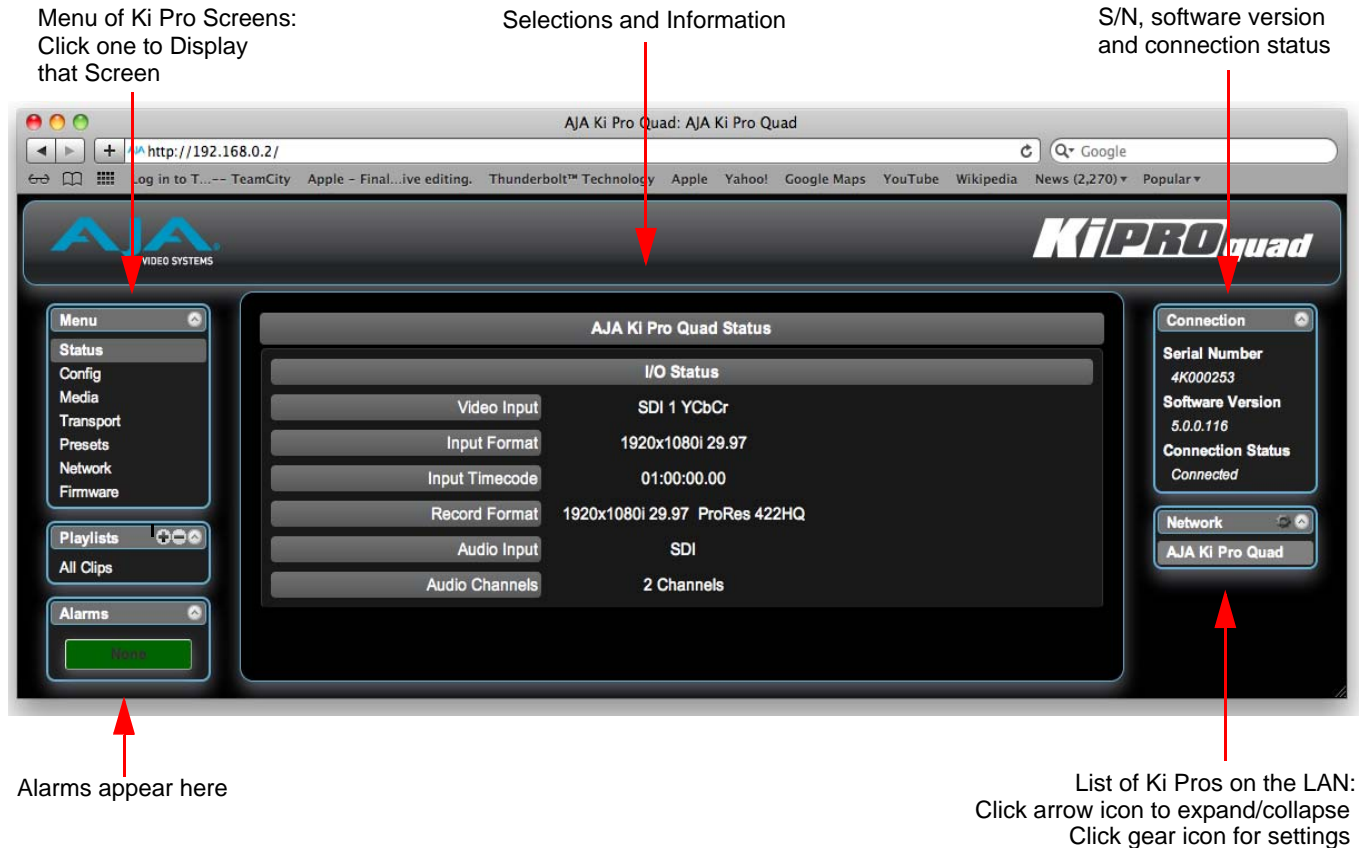 Menu of Ki Pro Screens:
Click one to Display
that Screen
Selections and Information
S/N, software version
and connection status
AJA Ki Pro Quad: AJA Ki Pro Quad
AJA http://192.168.0.2/
Google
Log in to T...-- TeamCity Apple - Final...ive editing. Thunderbolt™ Technology Apple Yahoo! Google Maps YouTube Wikipedia News (2,270) Popular
AJA
VIDEO SYSTEMS
Ki PRO quad
Menu
Status
Config
Media
Transport
Presets
Network
Firmware
Playlists
All Clips
Alarms
None
AJA Ki Pro Quad Status
I/O Status
Video Input SDI 1 YCbCr
Input Format 1920x1080i 29.97
Input Timecode 01:00:00.00
Record Format 1920x1080i 29.97 ProRes 422HQ
Audio Input SDI
Audio Channels 2 Channels
Connection
Serial Number
4K000253
Software Version
5.0.0.116
Connection Status
Connected
Network
AJA Ki Pro Quad
Alarms appear here
List of Ki Pros on the LAN:
Click arrow icon to expand/collapse
Click gear icon for settings